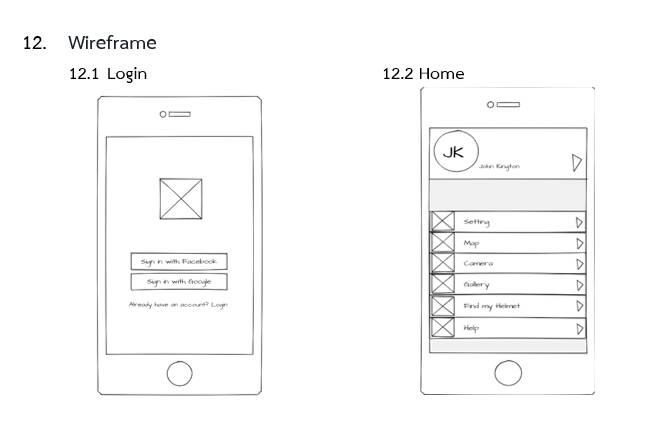 12. Wireframe
12.1 Login
12.2 Home
Sign in with Facebook
Sign in with Google
Already have an account? Login
JK
John Kington
Setting
Map
Camera
Gallery
Find my Helmet
Help